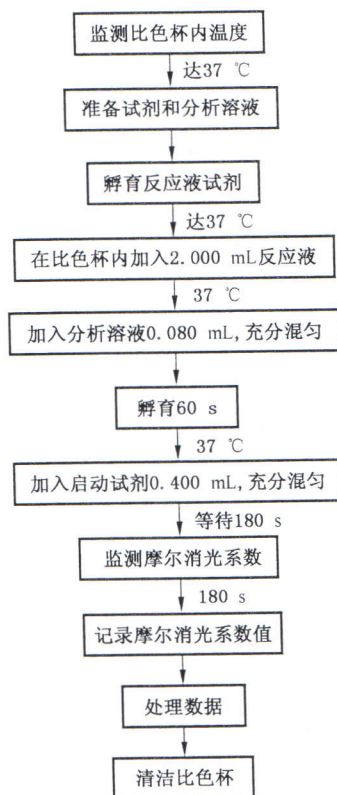 监测比色杯内温度
达37 ℃
准备试剂和分析溶液
孵育反应液试剂
达37 ℃
在比色杯内加入2.000 mL反应液
37 ℃
加入分析溶液0.080 mL,充分混匀
孵育60 s
37 ℃
加入启动试剂0.400 mL,充分混匀
等待180 s
监测摩尔消光系数
180 s
记录摩尔消光系数值
处理数据
清洁比色杯